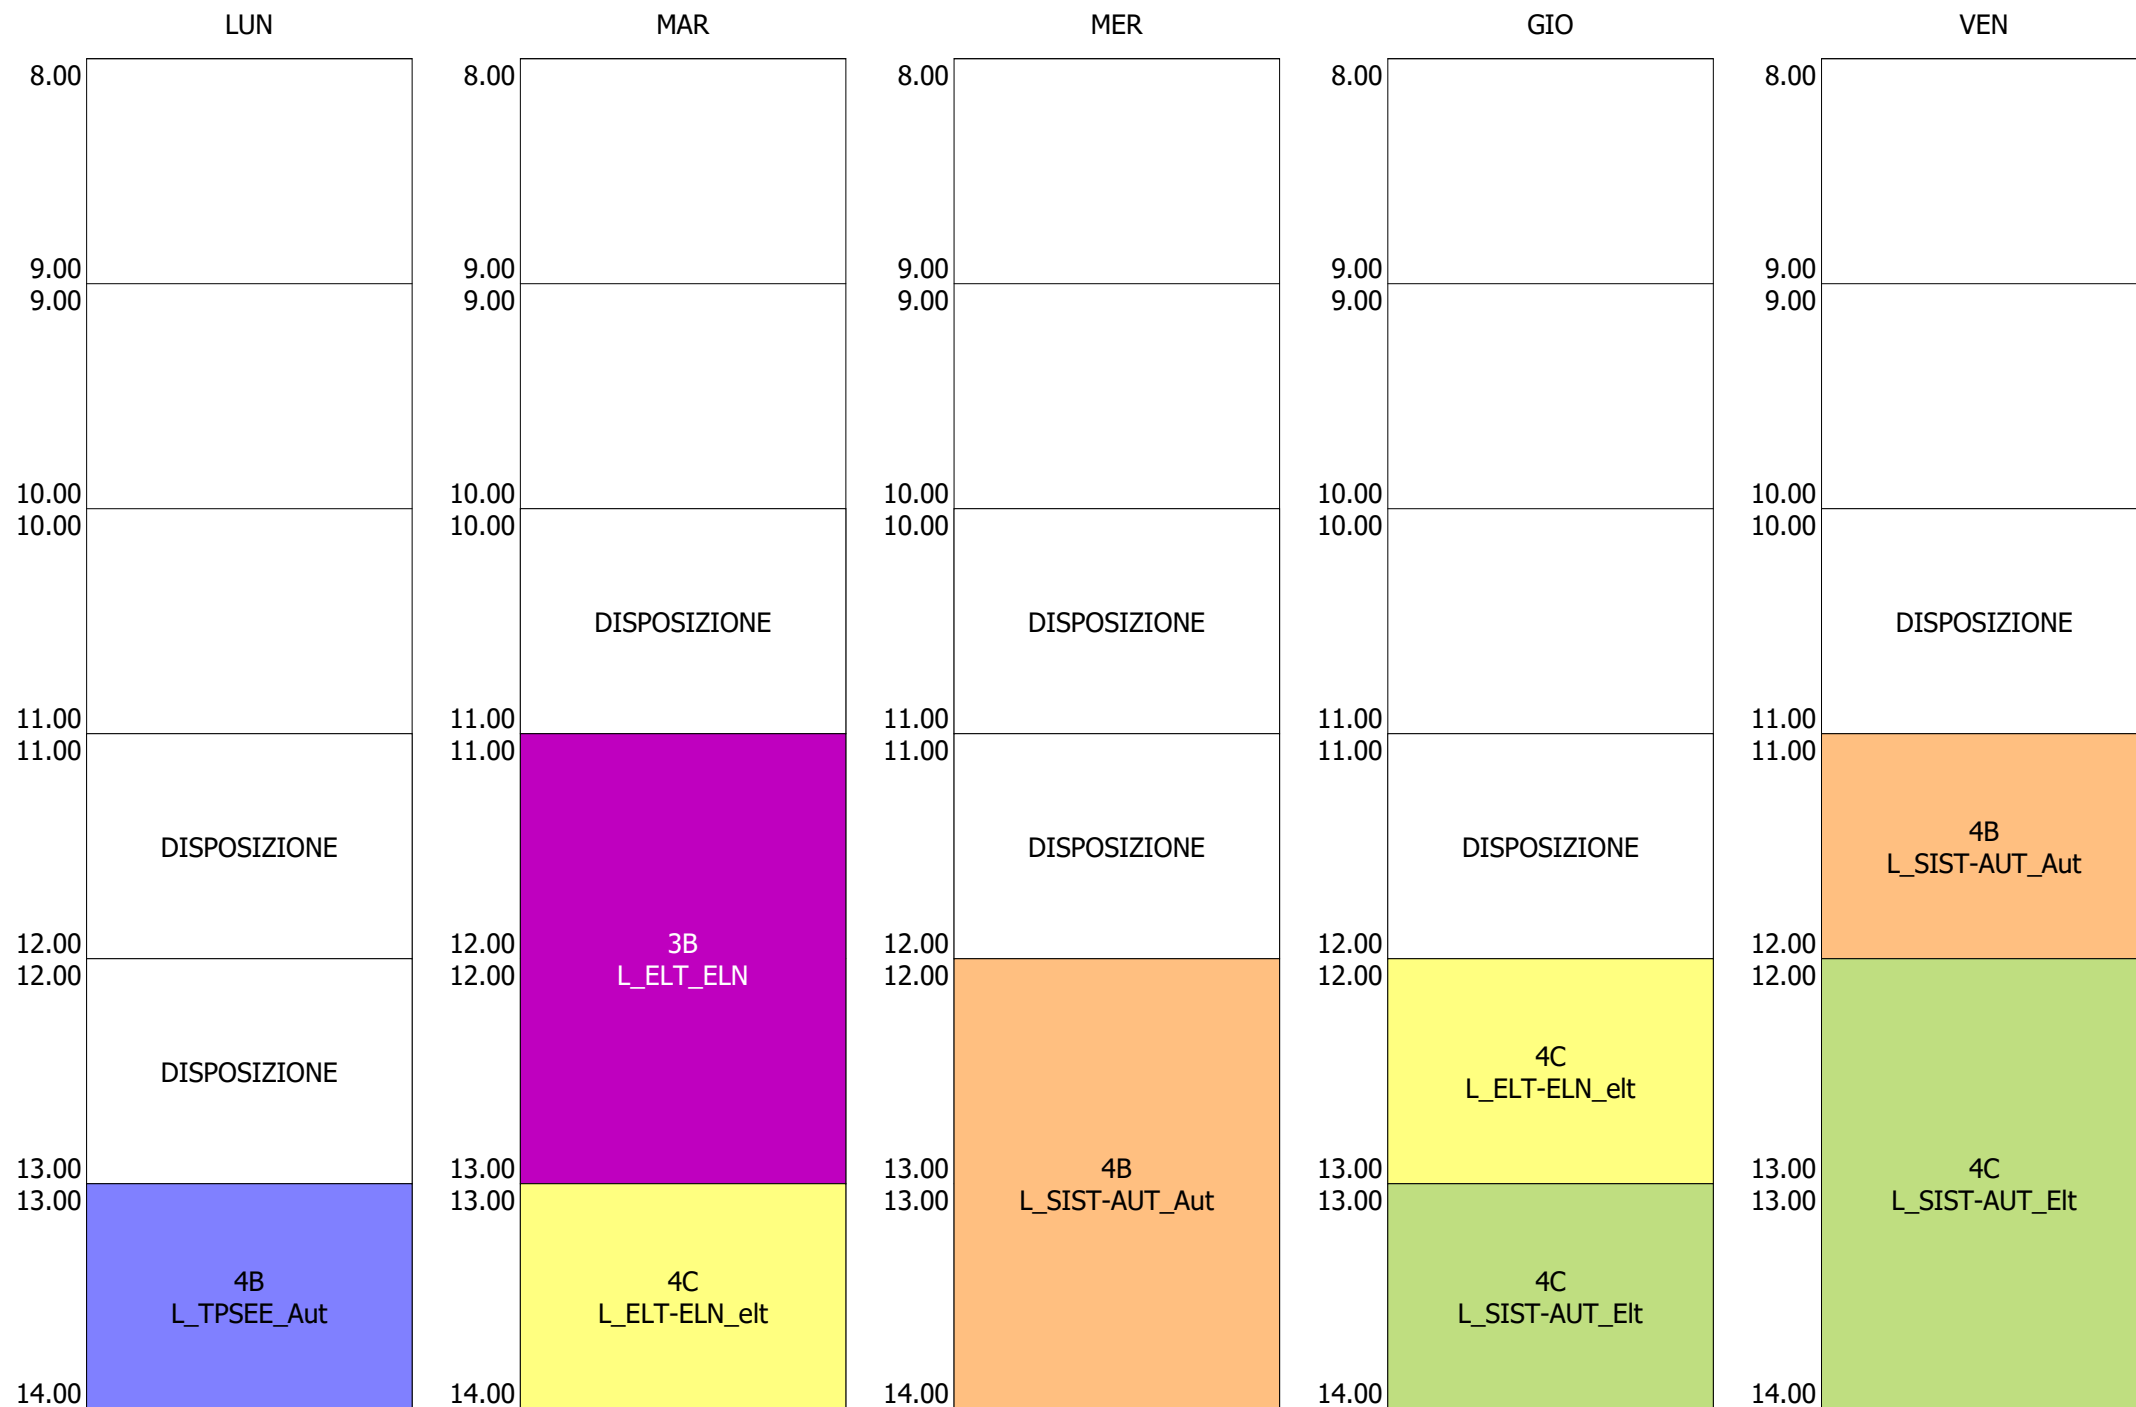 LUN MAR MER GIO VEN
8.00 8.00 8.00 8.00 8.00
9.00 9.00 9.00 9.00 9.00
9.00 9.00 9.00 9.00 9.00
10.00 10.00 10.00 10.00 10.00
10.00 10.00 10.00 10.00 10.00
DISPOSIZIONE DISPOSIZIONE DISPOSIZIONE
11.00 11.00 11.00 11.00 11.00
11.00 11.00 11.00 11.00 11.00
4B
DISPOSIZIONE DISPOSIZIONE DISPOSIZIONE L_SIST-AUT_Aut
12.00 12.00 3B 12.00 12.00 12.00
12.00 12.00 L_ELT_ELN 12.00 12.00 12.00
4C
DISPOSIZIONE L_ELT-ELN_elt
13.00 13.00 13.00 4B 13.00 13.00 4C
13.00 13.00 13.00 L_SIST-AUT_Aut 13.00 13.00 L_SIST-AUT_Elt
4B 4C 4C
L_TPSEE_Aut L_ELT-ELN_elt L_SIST-AUT_Elt
14.00 14.00 14.00 14.00 14.00